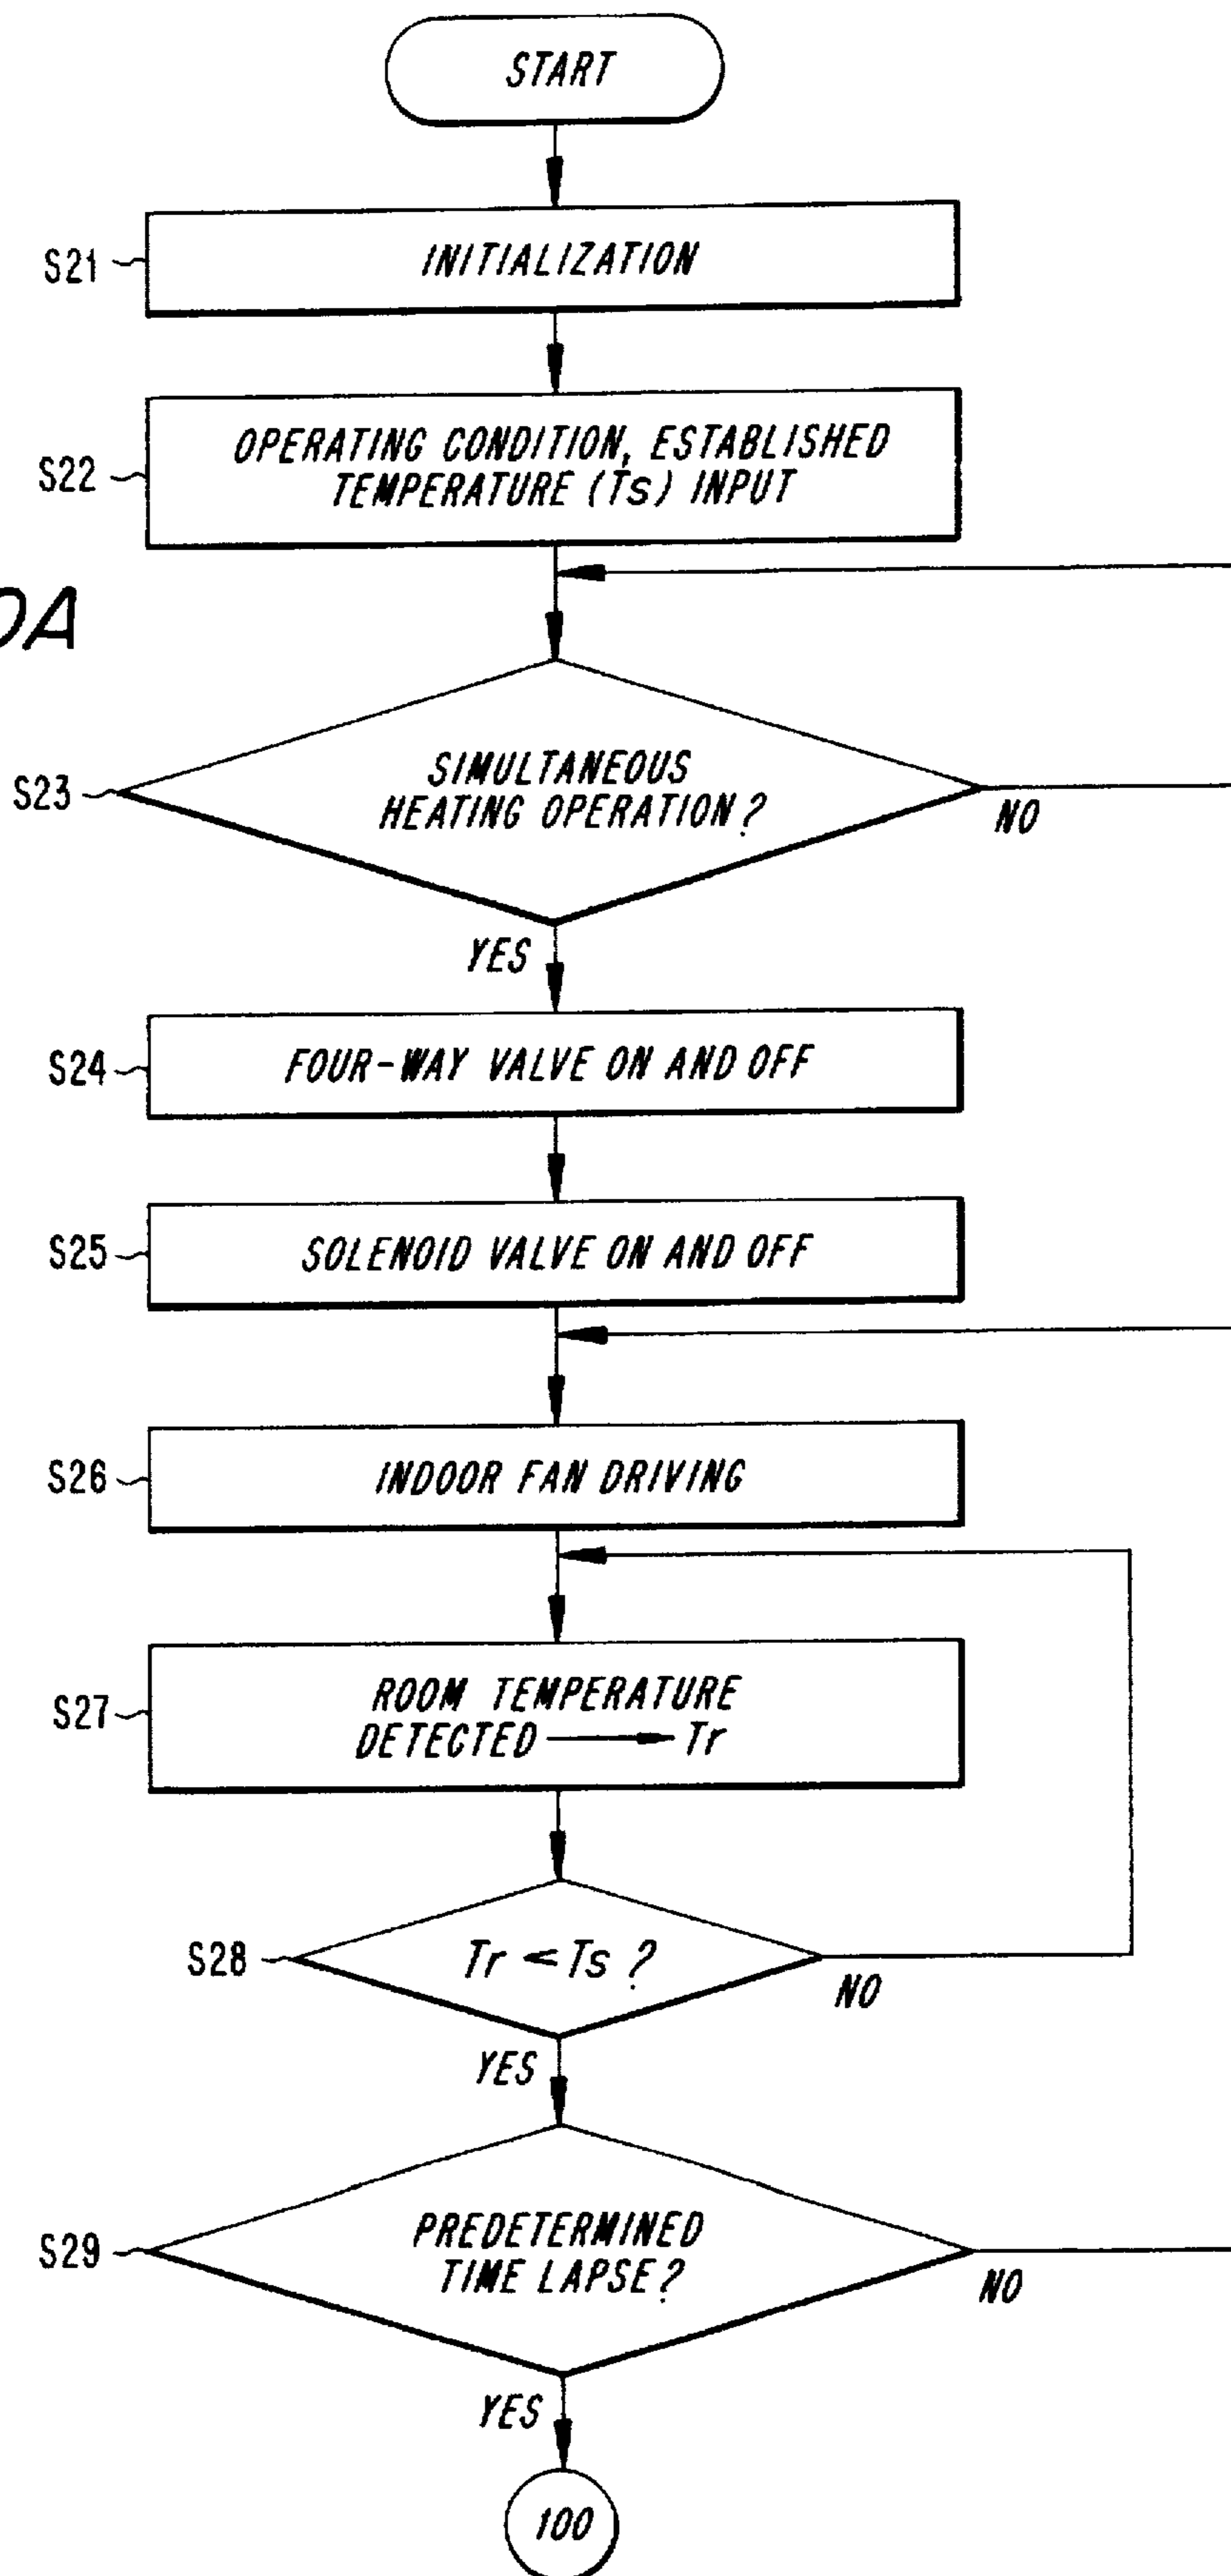 START
S21
INITIALIZATION
S22
OPERATING CONDITION, ESTABLISHED
TEMPERATURE (Ts) INPUT
0A
S23
SIMULTANEOUS
HEATING OPERATION?
NO
YES
S24
FOUR-WAY VALVE ON AND OFF
S25
SOLENOID VALVE ON AND OFF
S26
INDOOR FAN DRIVING
S27
ROOM TEMPERATURE
DETECTED → Tr
S28
Tr < Ts ?
NO
YES
S29
PREDETERMINED
TIME LAPSE?
NO
YES
100